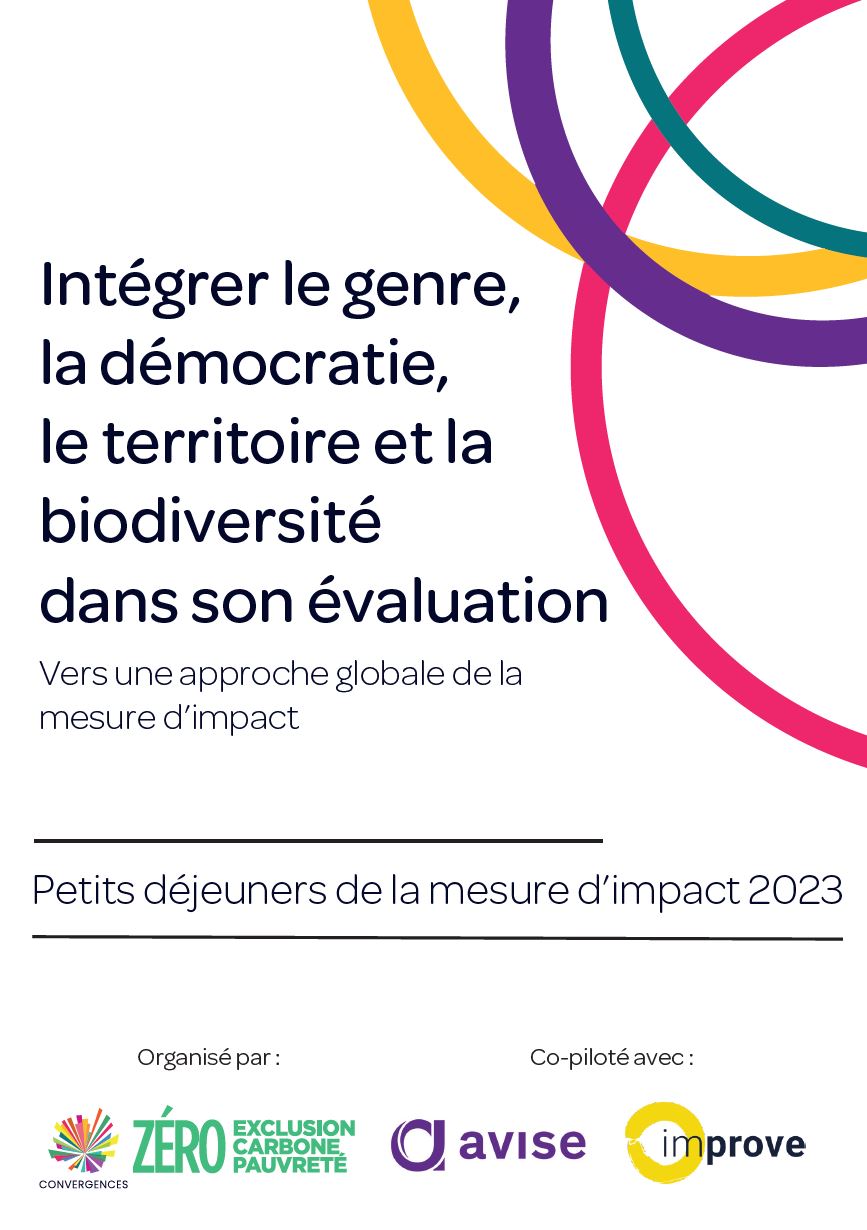 Intégrer le genre,
la démocratie,
le territoire et la
biodiversité
dans son évaluation
Vers une approche globale de la
mesure d'impact
Petits déjeuners de la mesure d'impact 2023
Organisé par :
Co-piloté avec :
CONVERGENCES
ZÉRO
EXCLUSION
CARBONE
PAUVRETÉ
avise
improve